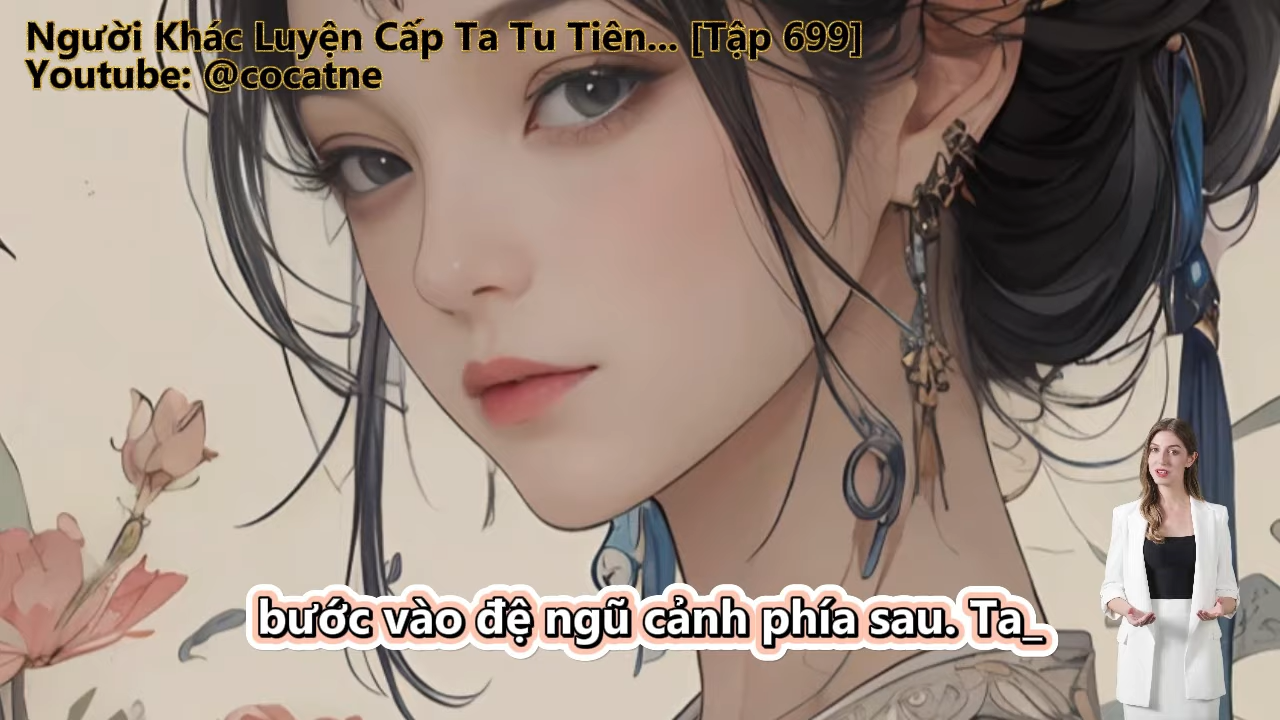 Người Khác Luyện Cấp Ta Tu Tiên... [Tập 699]
Youtube: @cocatne
bước vào đệ ngũ cảnh phía sau. Ta_